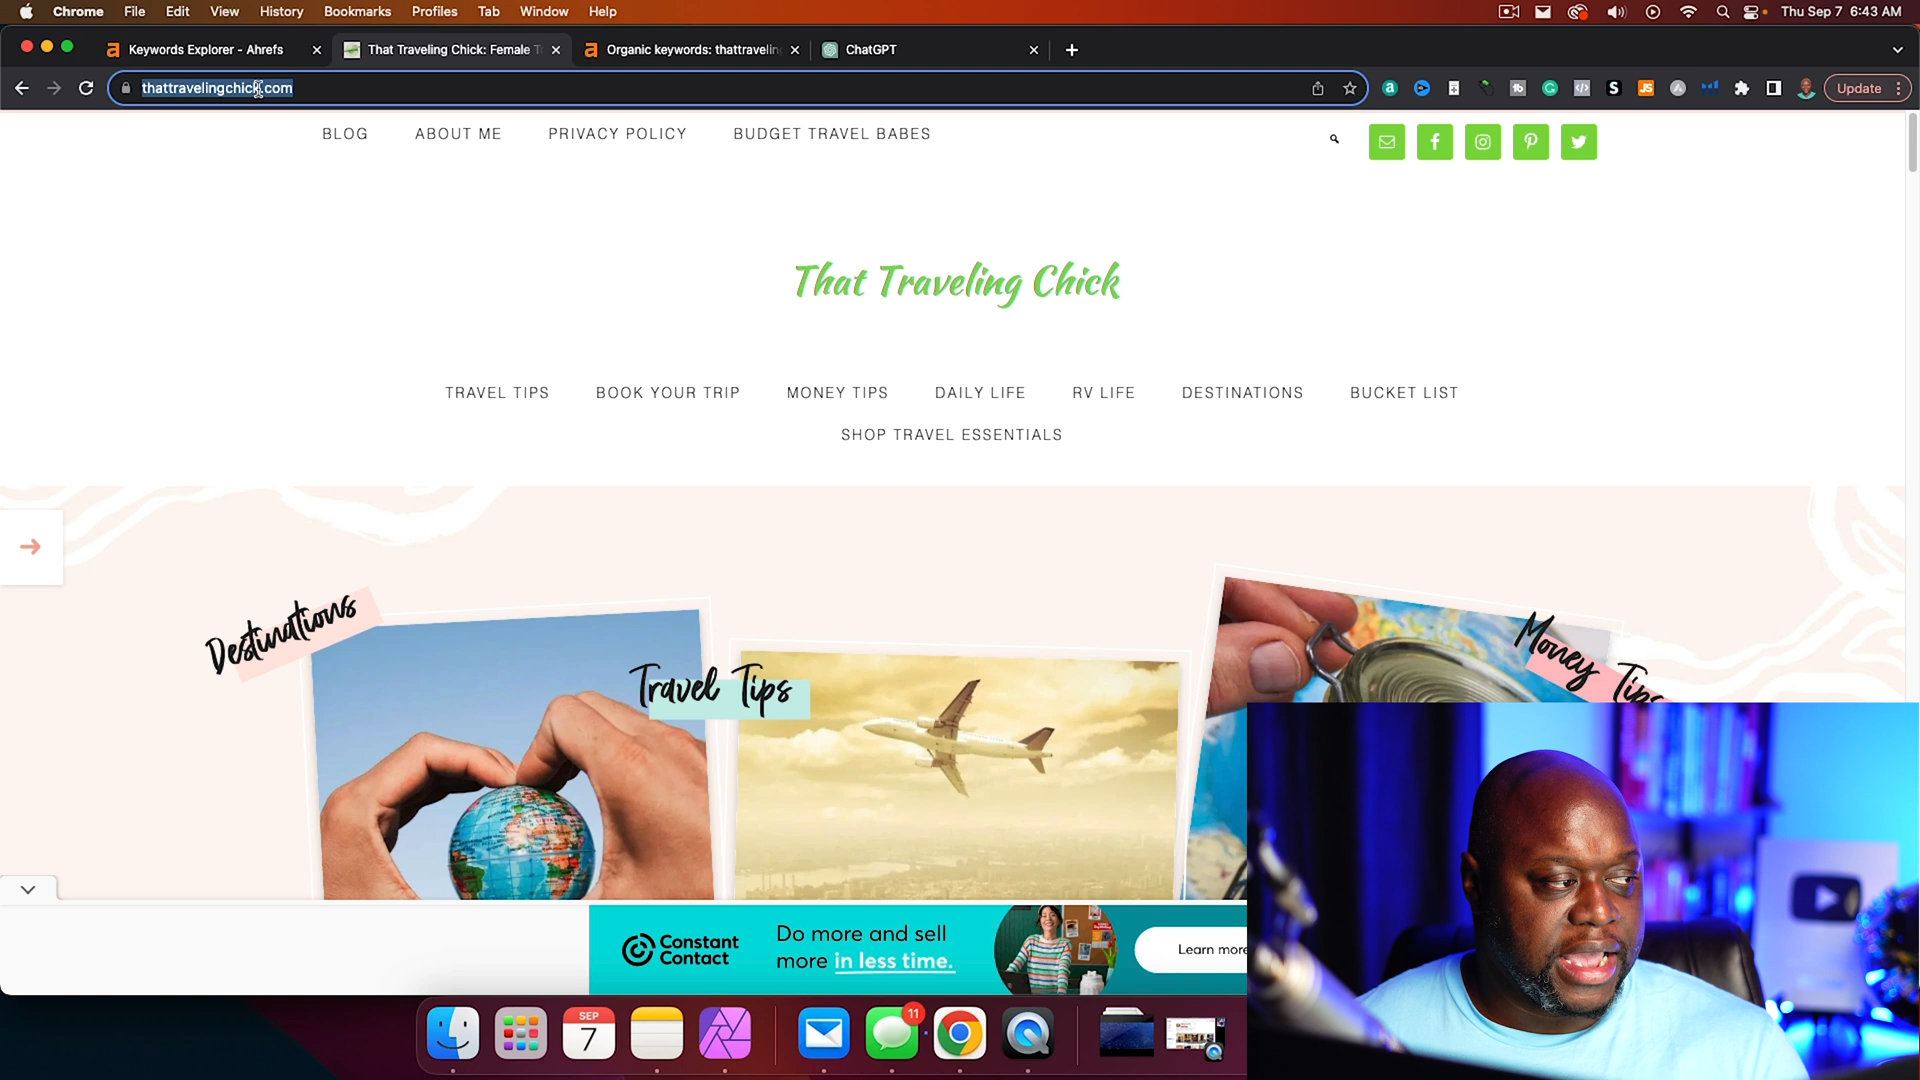 Chrome File Edit View History Bookmarks Profiles Tab Window Help Thu Sep 7 6:43 AM
Keywords Explorer - Ahrefs That Traveling Chick: Female T Organic keywords: thattraveling ChatGPT
thattravelingchick.com Update
BLOG ABOUT ME PRIVACY POLICY BUDGET TRAVEL BABES
That Traveling Chick
TRAVEL TIPS BOOK YOUR TRIP MONEY TIPS DAILY LIFE RV LIFE DESTINATIONS BUCKET LIST
SHOP TRAVEL ESSENTIALS
Destinations
Travel Tips
Money Tips
Constant Contact
Do more and sell
more in less time.
Learn more
11
SEP
7